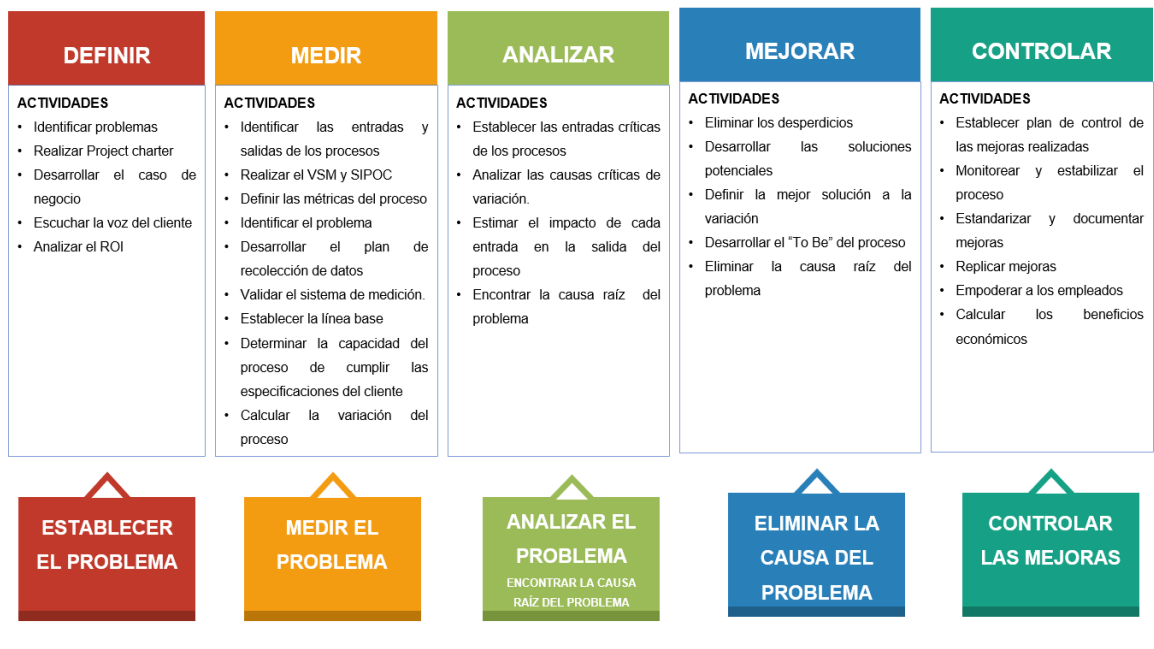 DEFINIR
ACTIVIDADES
• Identificar problemas
• Realizar Project charter
• Desarrollar el caso de
negocio
• Escuchar la voz del cliente
• Analizar el ROI
ESTABLECER
EL PROBLEMA
MEDIR
ACTIVIDADES
• Identificar las entradas y
salidas de los procesos
• Realizar el VSM y SIPOC
• Definir las métricas del proceso
• Identificar el problema
• Desarrollar el plan de
recolección de datos
• Validar el sistema de medición.
• Establecer la línea base
• Determinar la capacidad del
proceso de cumplir las
especificaciones del cliente
• Calcular la variación del
proceso
MEDIR EL
PROBLEMA
ANALIZAR
ACTIVIDADES
• Establecer las entradas críticas
de los procesos
• Analizar las causas críticas de
variación.
• Estimar el impacto de cada
entrada en la salida del
proceso
• Encontrar la causa raíz del
problema
ANALIZAR EL
PROBLEMA
ENCONTRAR LA CAUSA
RAÍZ DEL PROBLEMA
MEJORAR
ACTIVIDADES
• Eliminar los desperdicios
• Desarrollar las soluciones
potenciales
• Definir la mejor solución a la
variación
• Desarrollar el “To Be” del proceso
• Eliminar la causa raíz del
problema
ELIMINAR LA
CAUSA DEL
PROBLEMA
CONTROLAR
ACTIVIDADES
• Establecer plan de control de
las mejoras realizadas
• Monitorear y estabilizar el
proceso
• Estandarizar y documentar
mejoras
• Replicar mejoras
• Empoderar a los empleados
• Calcular los beneficios
económicos
CONTROLAR
LAS MEJORAS